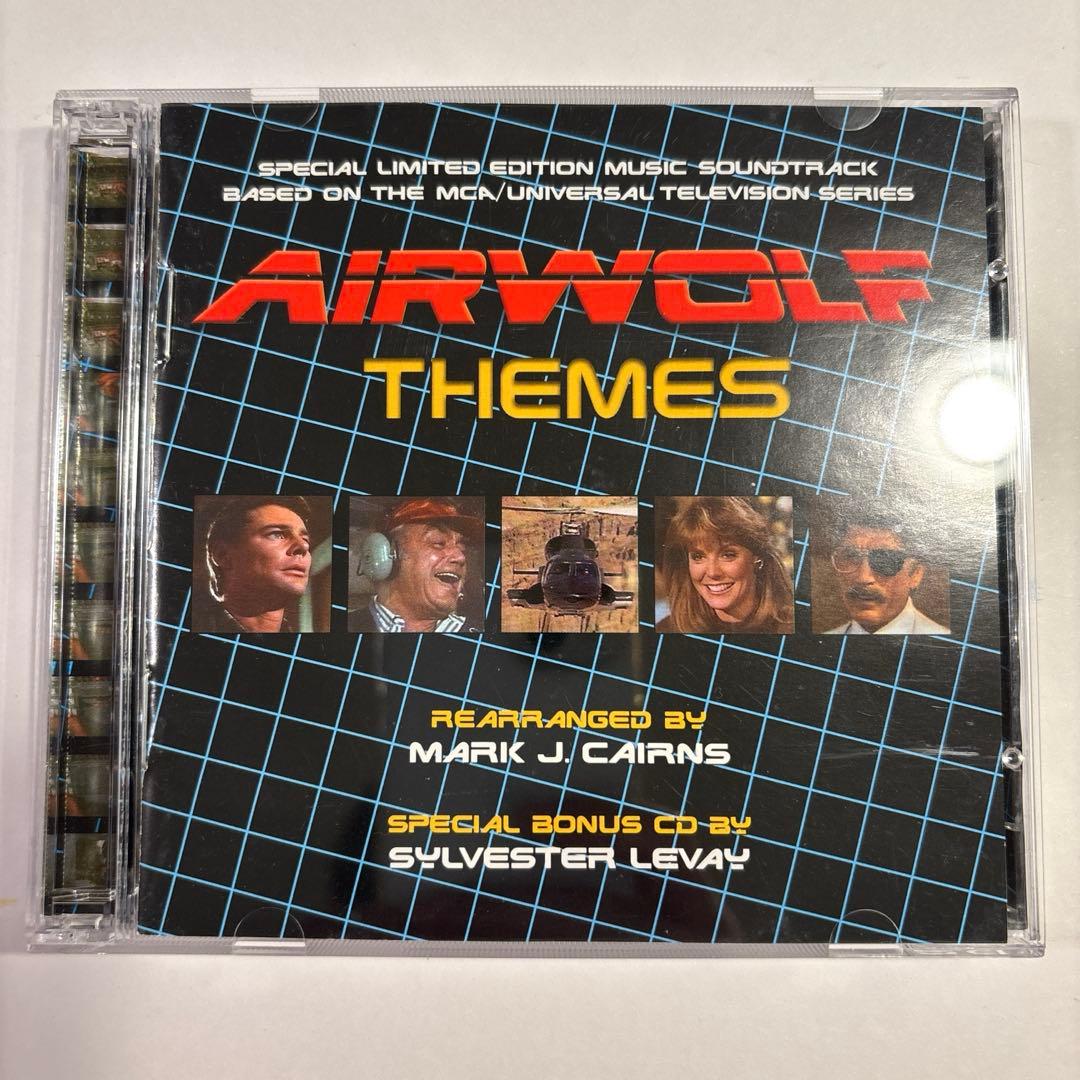 SPECIAL LIMITED EDITION MUSIC SOUNDTRACK
BASED ON THE MCA/UNIVERSAL TELEVISION SERIES
AIRWOLF
THEMES
REARRANGED BY
MARK J. CAIRNS
SPECIAL BONUS CD BY
SYLVESTER LEVAY